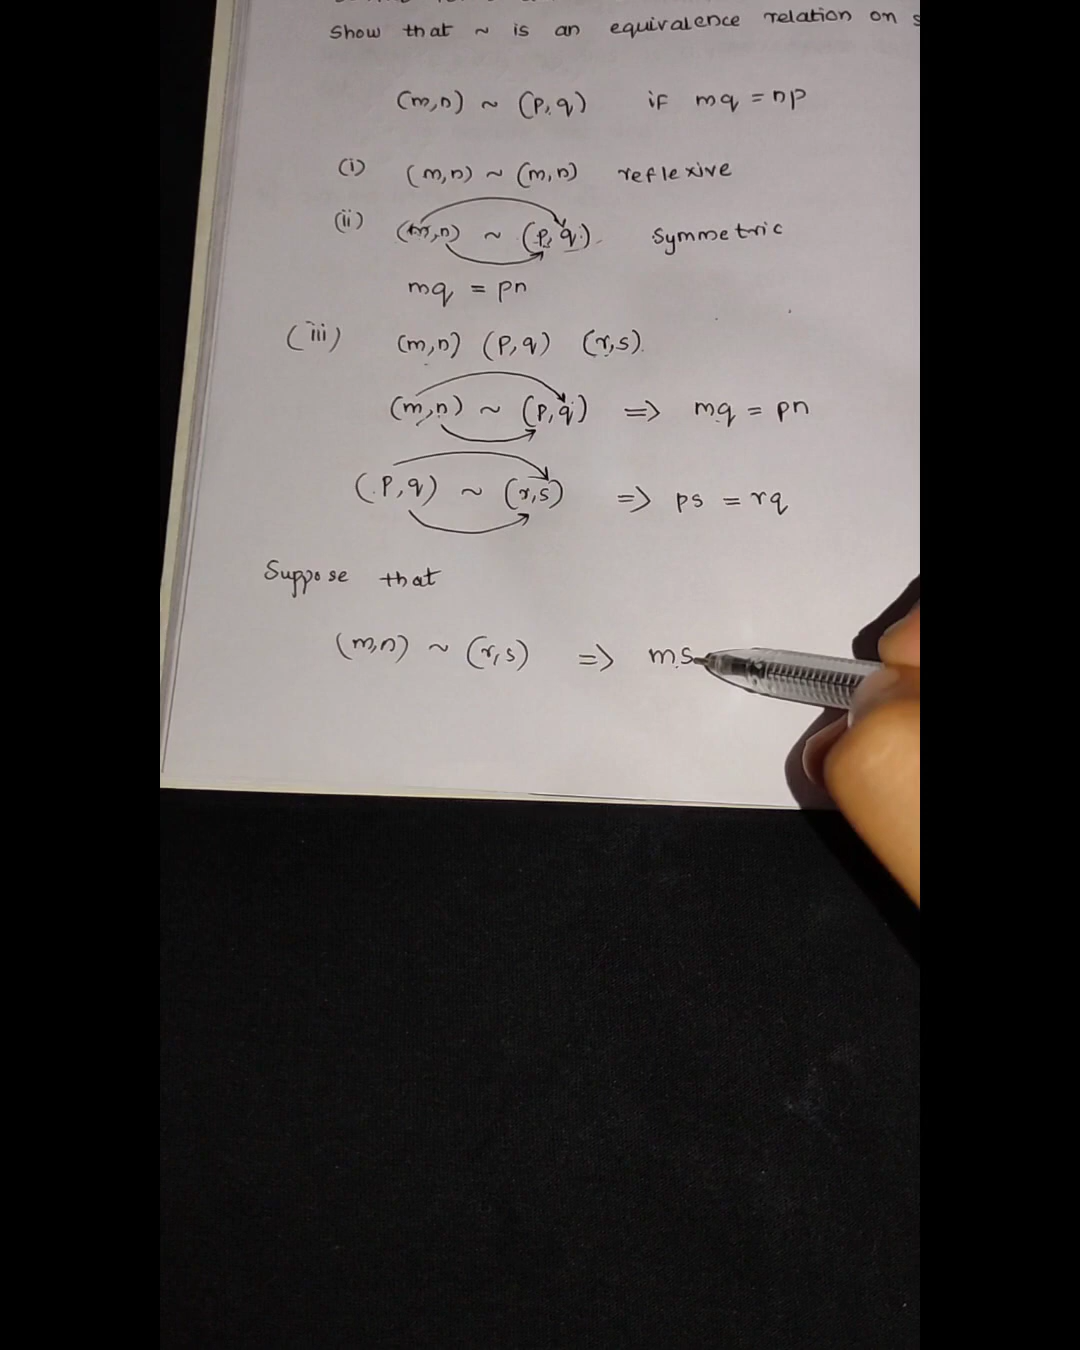 Show that ~ is an equivalence relation on s
(m,n) ~ (p,q) if mq = np
(i) (m,n) ~ (m,n) reflexive
(ii) (m,n) ~ (p,q) symmetric
mq = pn
(iii) (m,n) (p,q) (r,s).
(m,n) ~ (p,q) => mq = pn
(p,q) ~ (r,s) => ps = rq
Suppose that
(m,n) ~ (r,s) => ms